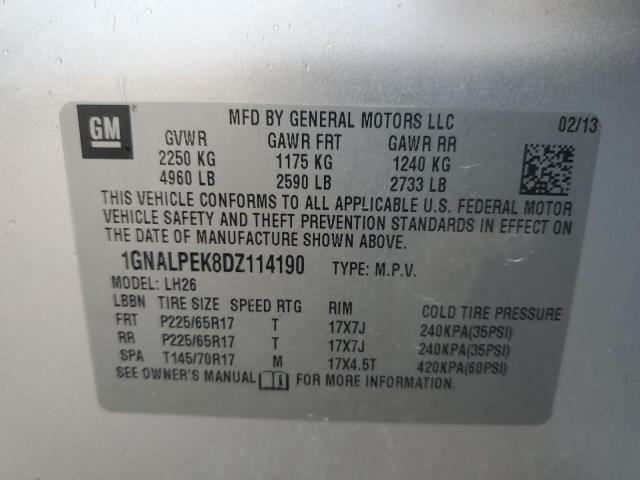 GM
MFD BY GENERAL MOTORS LLC 02/13
GVWR GAWR FRT GAWR RR
2250 KG 1175 KG 1240 KG
4960 LB 2590 LB 2733 LB
THIS VEHICLE CONFORMS TO ALL APPLICABLE U.S. FEDERAL MOTOR
VEHICLE SAFETY AND THEFT PREVENTION STANDARDS IN EFFECT ON
THE DATE OF MANUFACTURE SHOWN ABOVE.
1GNALPEK8DZ114190 TYPE: M.P.V.
MODEL: LH26
LBBN TIRE SIZE SPEED RTG RIM COLD TIRE PRESSURE
FRT P225/65R17 T 17X7J 240KPA(35PSI)
RR P225/65R17 T 17X7J 240KPA(35PSI)
SPA T145/70R17 M 17X4.5T 420KPA(60PSI)
SEE OWNER'S MANUAL FOR MORE INFORMATION.